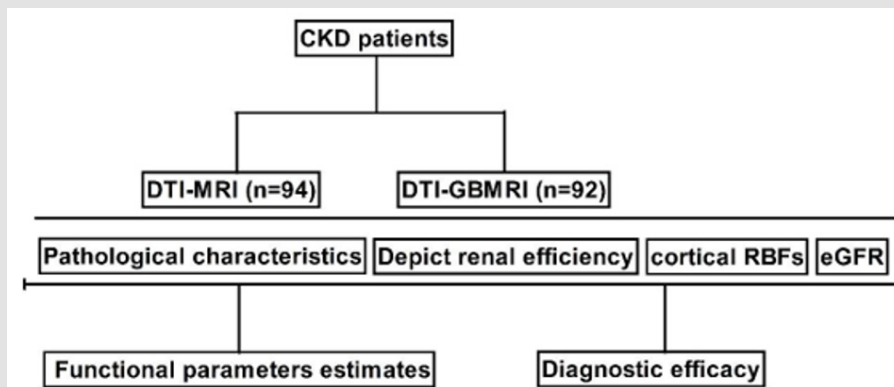 CKD patients
DTI-MRI (n=94) DTI-GBMRI (n=92)
Pathological characteristics Depict renal efficiency cortical RBFs eGFR
Functional parameters estimates Diagnostic efficacy